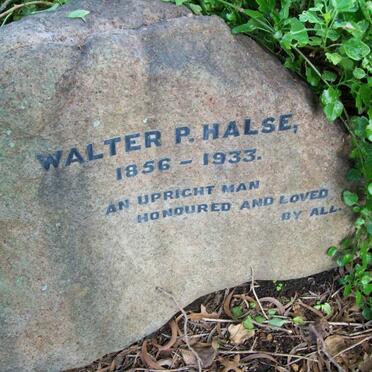 WALTER P. HALSE,
1856 – 1933.
AN UPRIGHT MAN
HONOURED AND LOVED
BY ALL.